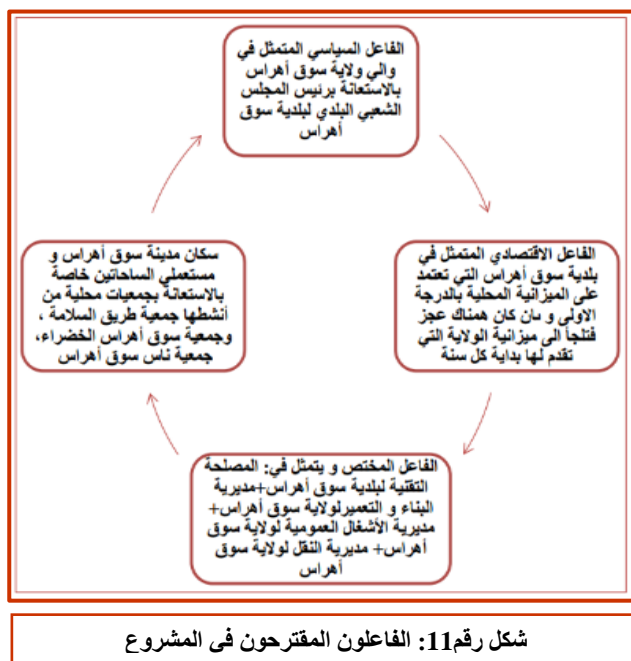 الفاعل السياسي المتمثل في
والي ولاية سوق أهراس
بالاستعانة برئيس المجلس
الشعبي البلدي لبلدية سوق
أهراس
الفاعل الاقتصادي المتمثل في
بلدية سوق أهراس التي تعتمد
على الميزانية المحلية بالدرجة
الاولى و ان كان هناك عجز
فتلجأ الى ميزانية الولاية التي
تقدم لها بداية كل سنة
الفاعل المختص و يتمثل في: المصلحة
التقنية لبلدية سوق أهراس+مديرية
البناء و التعميرلولاية سوق أهراس+
مديرية الأشغال العمومية لولاية سوق
أهراس+ مديرية النقل لولاية سوق
أهراس
سكان مدينة سوق أهراس و
مستعملي الساحاتين خاصة
بالاستعانة بجمعيات محلية من
أنشطها جمعية طريق السلامة ،
وجمعية سوق أهراس الخضراء،
جمعية ناس سوق أهراس
شكل رقم11: الفاعلون المقترحون في المشروع